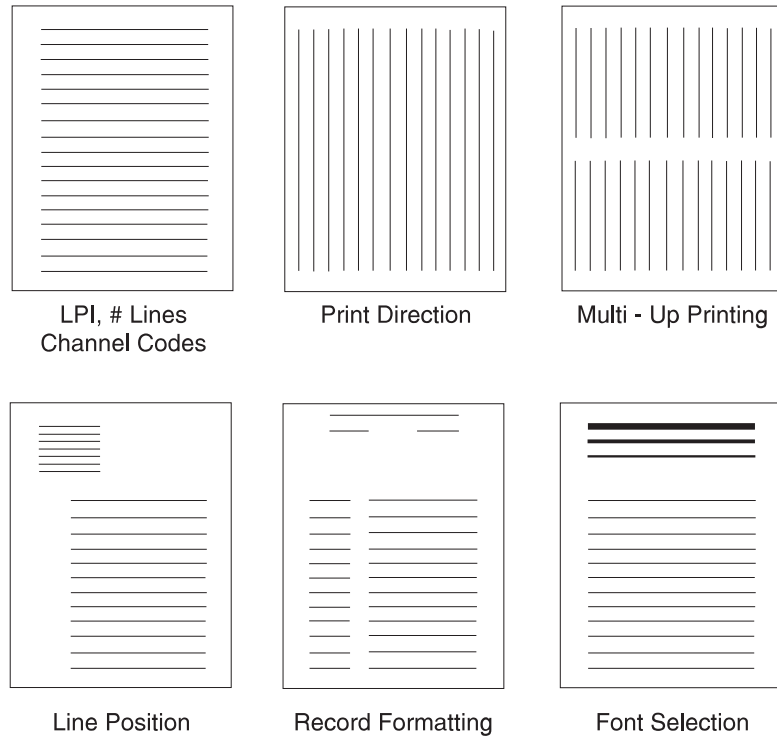 LPI, # Lines
Channel Codes
Print Direction
Multi - Up Printing
Line Position
Record Formatting
Font Selection